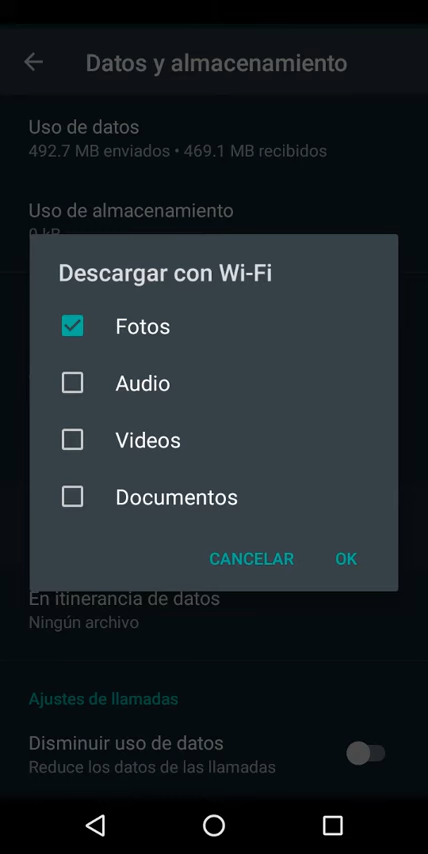 Datos y almacenamiento
Uso de datos
492.7 MB enviados • 469.1 MB recibidos
Uso de almacenamiento
Descargar con Wi-Fi
Fotos
Audio
Videos
Documentos
CANCELAR OK
En itinerancia de datos
Ningún archivo
Ajustes de llamadas
Disminuir uso de datos
Reduce los datos de las llamadas